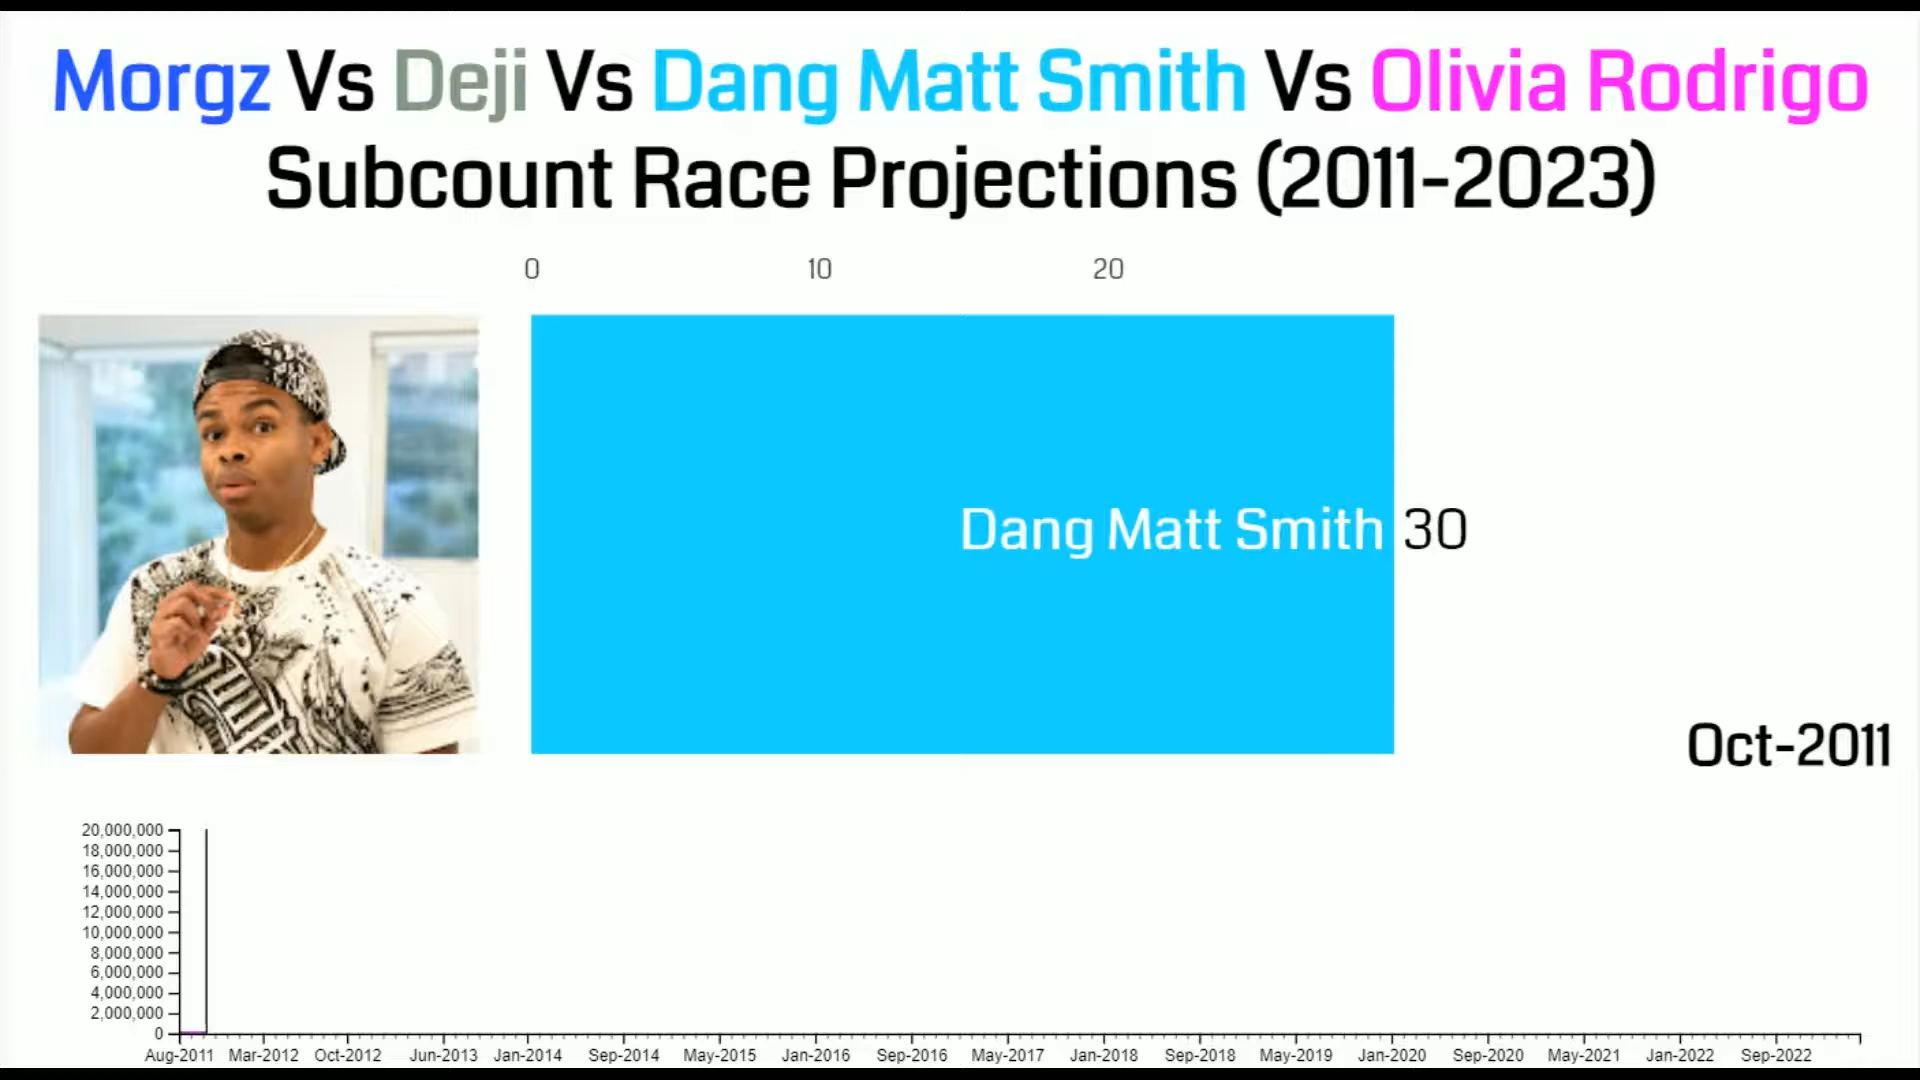 Morgz Vs Deji Vs Dang Matt Smith Vs Olivia Rodrigo
Subcount Race Projections (2011-2023)
0 10 20
Dang Matt Smith 30
Oct-2011
20,000,000
18,000,000
16,000,000
14,000,000
12,000,000
10,000,000
8,000,000
6,000,000
4,000,000
2,000,000
0
Aug-2011 Mar-2012 Oct-2012 Jun-2013 Jan-2014 Sep-2014 May-2015 Jan-2016 Sep-2016 May-2017 Jan-2018 Sep-2018 May-2019 Jan-2020 Sep-2020 May-2021 Jan-2022 Sep-2022